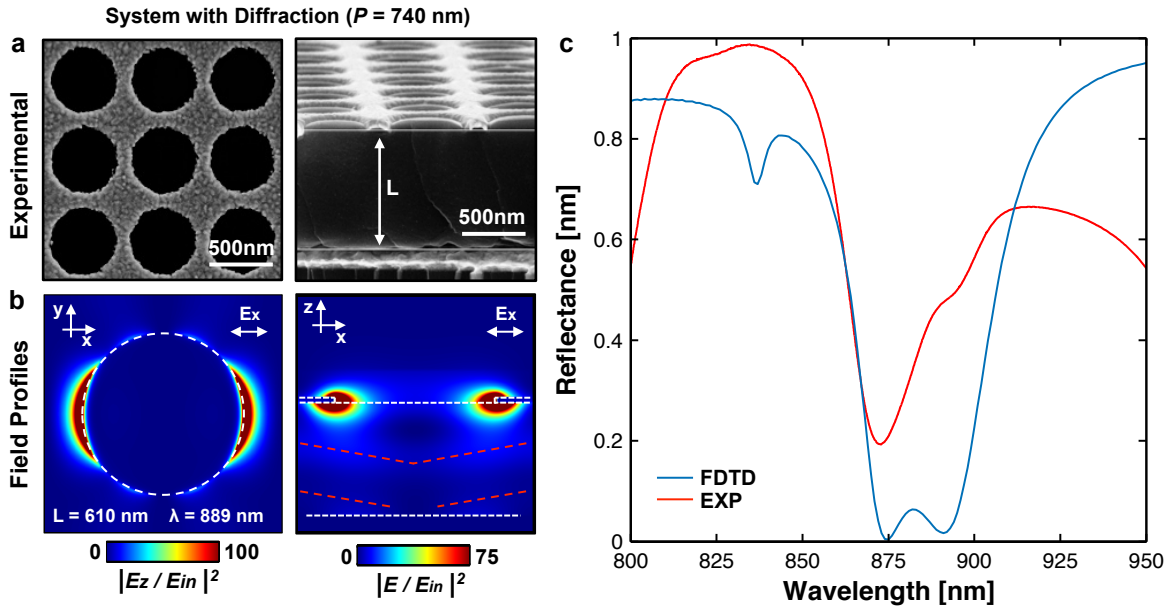 System with Diffraction (P = 740 nm)
a
Experimental
500nm
L
500nm
b
Field Profiles
y
x
Ex
L = 610 nm λ = 889 nm
z
x
Ex
0 100
|Ez / Ein |²
0 75
|E / Ein |²
c
Reflectance [nm]
1
0.8
0.6
0.4
0.2
0
FDTD
EXP
800 825 850 875 900 925 950
Wavelength [nm]